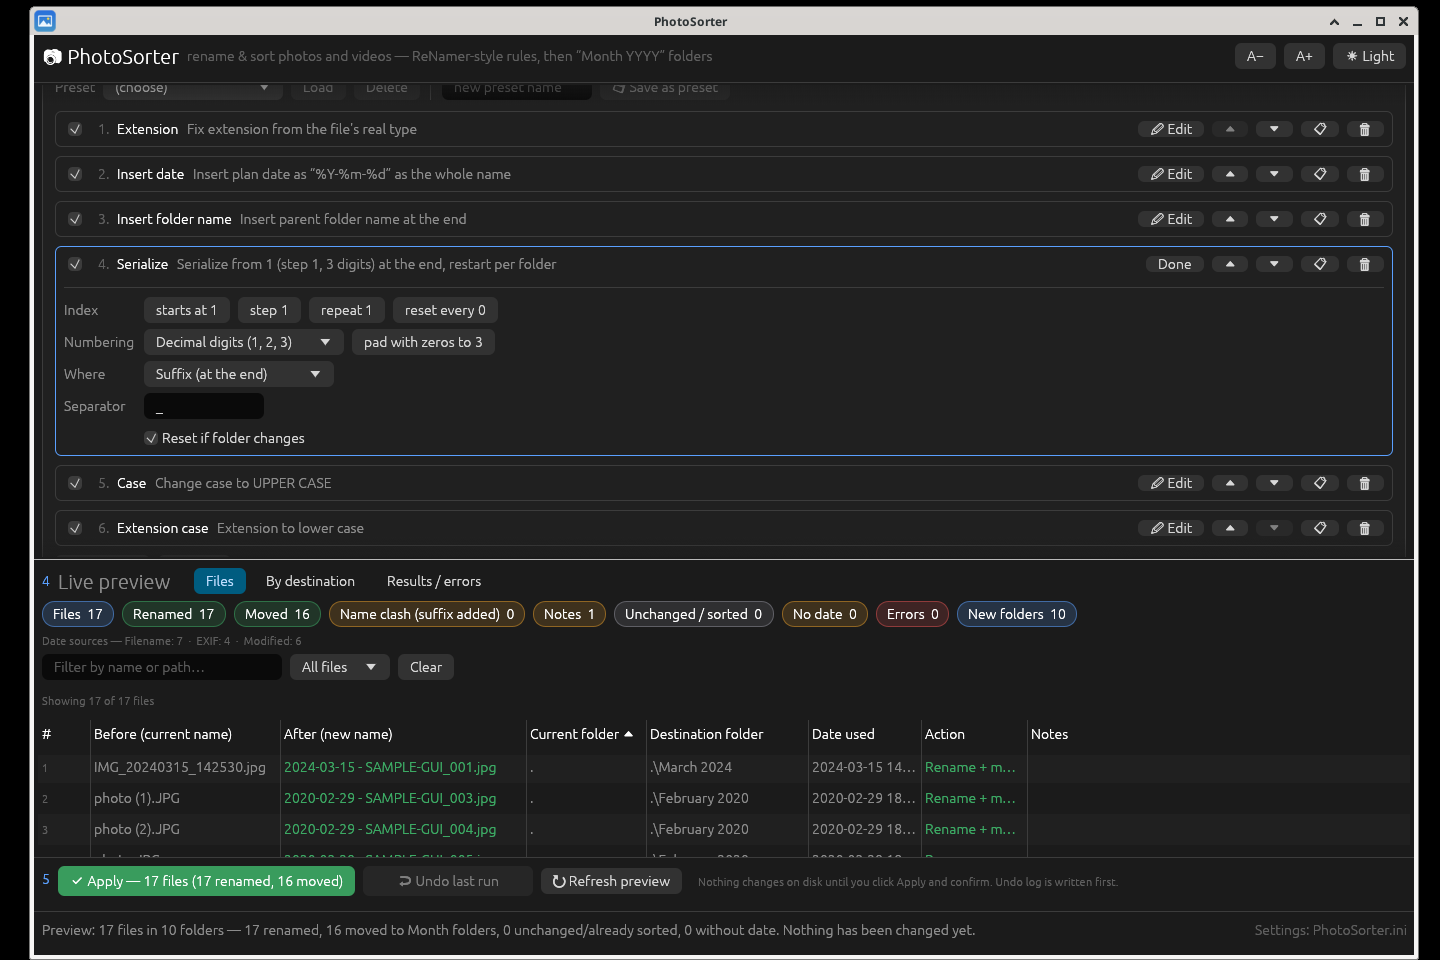 PhotoSorter
PhotoSorter rename & sort photos and videos — ReNamer-style rules, then "Month YYYY" folders A− A+ Light
Preset (choose) Load Delete new preset name Save as preset
1. Extension Fix extension from the file's real type Edit
2. Insert date Insert plan date as "%Y-%m-%d" as the whole name Edit
3. Insert folder name Insert parent folder name at the end Edit
4. Serialize Serialize from 1 (step 1, 3 digits) at the end, restart per folder Done
Index starts at 1 step 1 repeat 1 reset every 0
Numbering Decimal digits (1, 2, 3) pad with zeros to 3
Where Suffix (at the end)
Separator _
Reset if folder changes
5. Case Change case to UPPER CASE Edit
6. Extension case Extension to lower case Edit
4 Live preview Files By destination Results / errors
Files 17 Renamed 17 Moved 16 Name clash (suffix added) 0 Notes 1 Unchanged / sorted 0 No date 0 Errors 0 New folders 10
Date sources — Filename: 7 · EXIF: 4 · Modified: 6
Filter by name or path... All files Clear
Showing 17 of 17 files
# Before (current name) After (new name) Current folder Destination folder Date used Action Notes
1 IMG_20240315_142530.jpg 2024-03-15 - SAMPLE-GUI_001.jpg . .\March 2024 2024-03-15 14... Rename + m...
2 photo (1).JPG 2020-02-29 - SAMPLE-GUI_003.jpg . .\February 2020 2020-02-29 18... Rename + m...
3 photo (2).JPG 2020-02-29 - SAMPLE-GUI_004.jpg . .\February 2020 2020-02-29 18... Rename + m...
5 Apply — 17 files (17 renamed, 16 moved) Undo last run Refresh preview Nothing changes on disk until you click Apply and confirm. Undo log is written first.
Preview: 17 files in 10 folders — 17 renamed, 16 moved to Month folders, 0 unchanged/already sorted, 0 without date. Nothing has been changed yet. Settings: PhotoSorter.ini